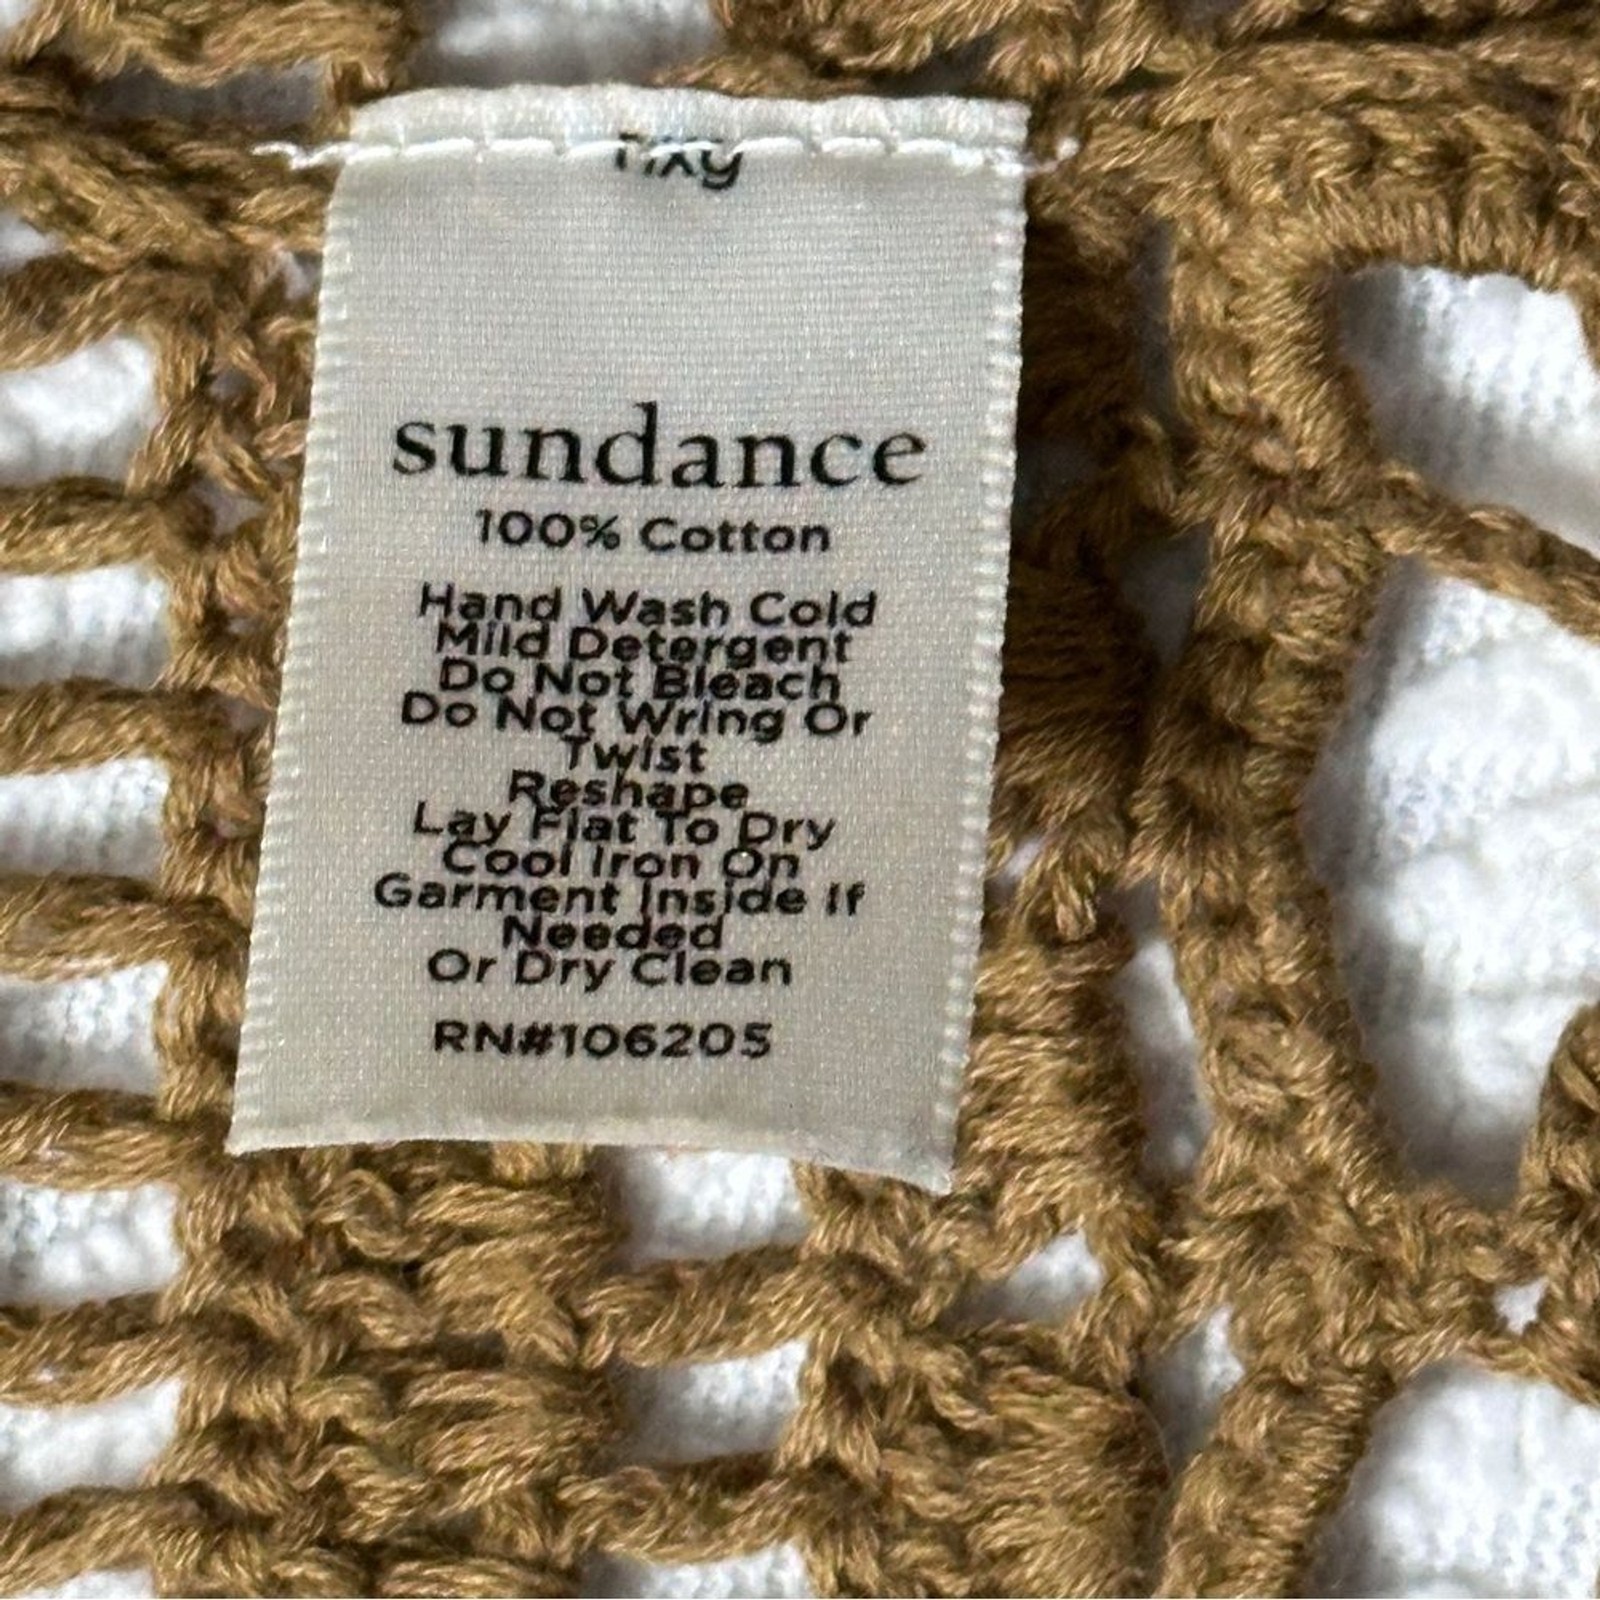 sundance
100% Cotton
Hand Wash Cold
Mild Detergent
Do Not Bleach
Do Not Wring Or
Twist
Reshape
Lay Flat To Dry
Cool Iron On
Garment Inside If
Needed
Or Dry Clean
RN#106205